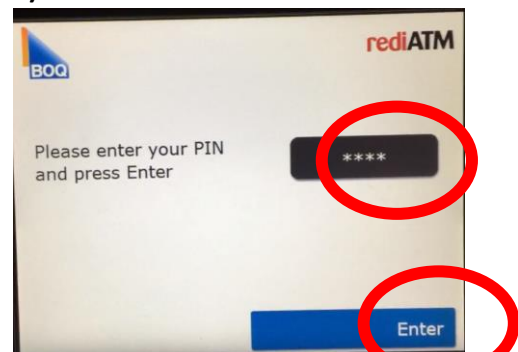 BOQ
rediATM
Please enter your PIN
and press Enter
****
Enter